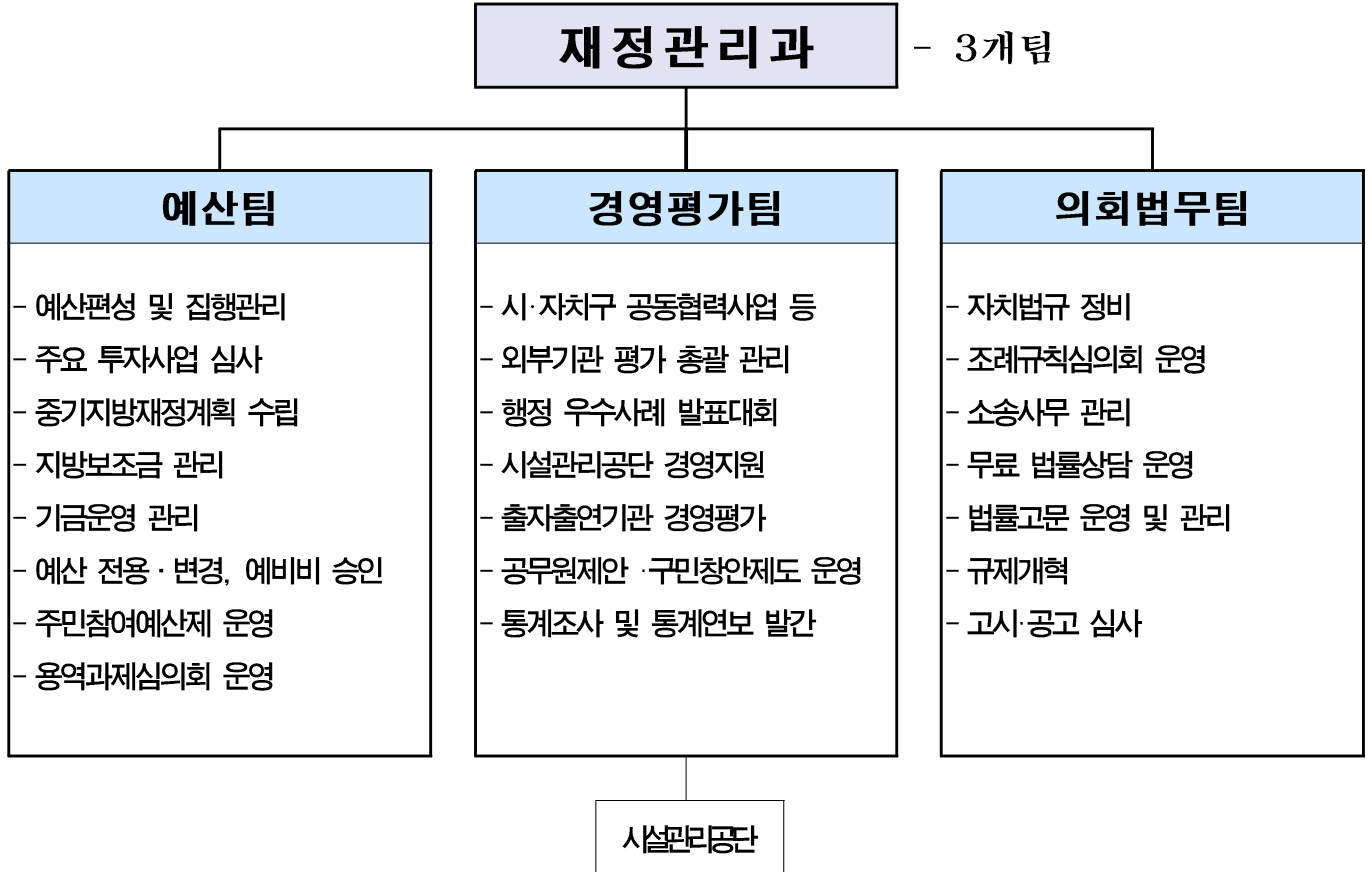 재정관리과
- 3개팀
예산팀
- 예산편성 및 집행관리
- 주요 투자사업 심사
- 중기지방재정계획 수립
- 지방보조금 관리
- 기금운영 관리
- 예산 전용·변경, 예비비 승인
- 주민참여예산제 운영
- 용역과제심의회 운영
경영평가팀
- 시·자치구 공동협력사업 등
- 외부기관 평가 총괄 관리
- 행정 우수사례 발표대회
- 시설관리공단 경영지원
- 출자출연기관 경영평가
- 공무원제안·구민창안제도 운영
- 통계조사 및 통계연보 발간
의회법무팀
- 자치법규 정비
- 조례규칙심의회 운영
- 소송사무 관리
- 무료 법률상담 운영
- 법률고문 운영 및 관리
- 규제개혁
- 고시·공고 심사
시설관리공단